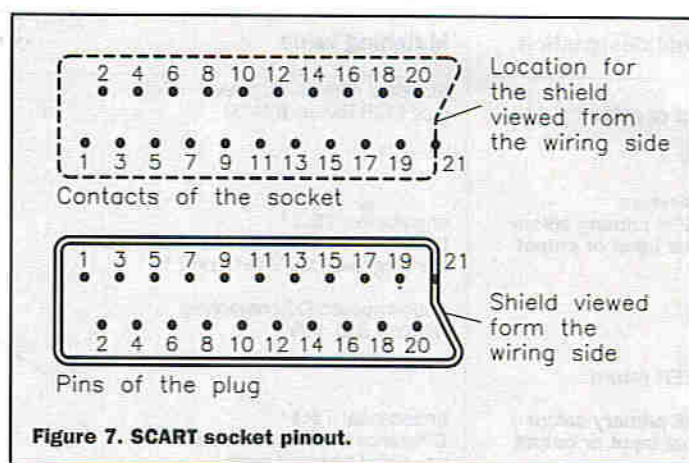 2 4 6 8 10 12 14 16 18 20
Location for
the shield
viewed from
the wiring side
1 3 5 7 9 11 13 15 17 19 21
Contacts of the socket
1 3 5 7 9 11 13 15 17 19 21
Shield viewed
form the
wiring side
2 4 6 8 10 12 14 16 18 20
Pins of the plug
Figure 7. SCART socket pinout.